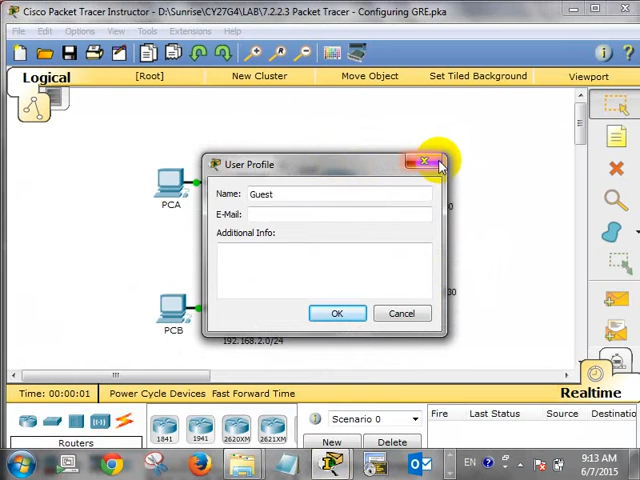 Cisco Packet Tracer Instructor - D:\Sunrise\CY27G4\LAB\7.2.2.3 Packet Tracer - Configuring GRE.pka
File Edit Options View Tools Extensions Help
Logical [Root] New Cluster Move Object Set Tiled Background Viewport
User Profile
Name: Guest
E-Mail:
Additional Info:
OK Cancel
PCA
PCB
0
30
192.168.2.0/24
Time: 00:00:01 Power Cycle Devices Fast Forward Time Realtime
Routers
1841 1941 2620XM 2621XM
Scenario 0
New Delete
Fire Last Status Source Destinatio
EN
9:13 AM
6/7/2015